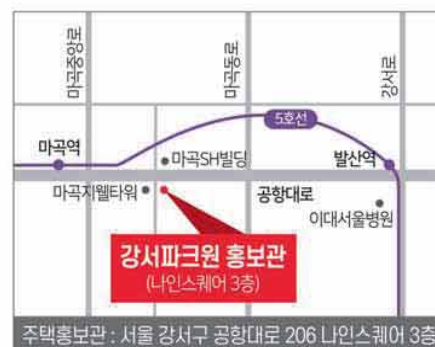 마곡중앙로
마곡동로
강서로
5호선
마곡역
마곡SH빌딩
발산역
마곡지웰타워
공항대로
이대서울병원
강서파크원 홍보관
(나인스퀘어 3층)
주택홍보관 : 서울 강서구 공항대로 206 나인스퀘어 3층